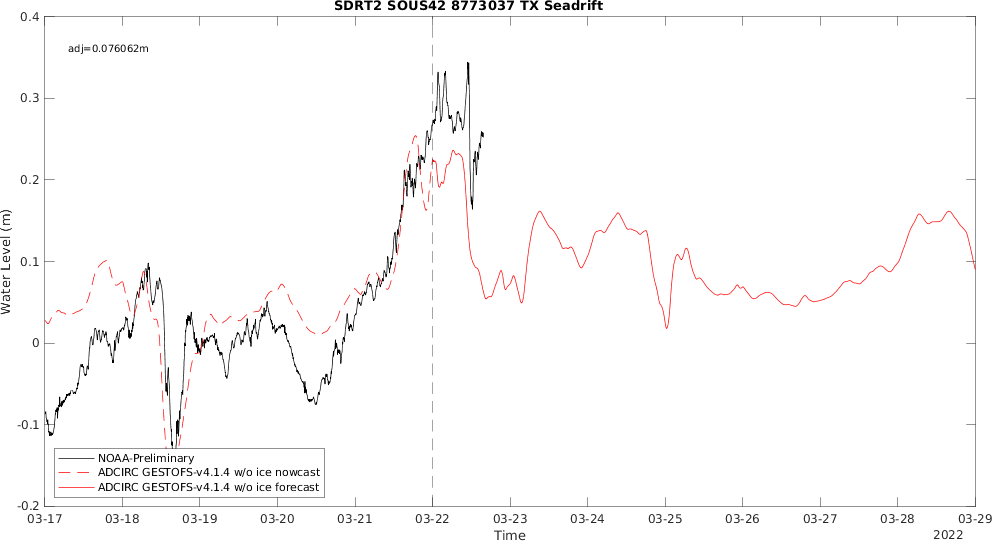 SDRT2 SOUS42 8773037 TX Seadrift
adj=0.076062m
0.4
0.3
0.2
0.1
0
-0.1
-0.2
Water Level (m)
NOAA-Preliminary
ADCIRC GESTOFS-v4.1.4 w/o ice nowcast
ADCIRC GESTOFS-v4.1.4 w/o ice forecast
03-17 03-18 03-19 03-20 03-21 03-22 03-23 03-24 03-25 03-26 03-27 03-28 03-29
Time
2022